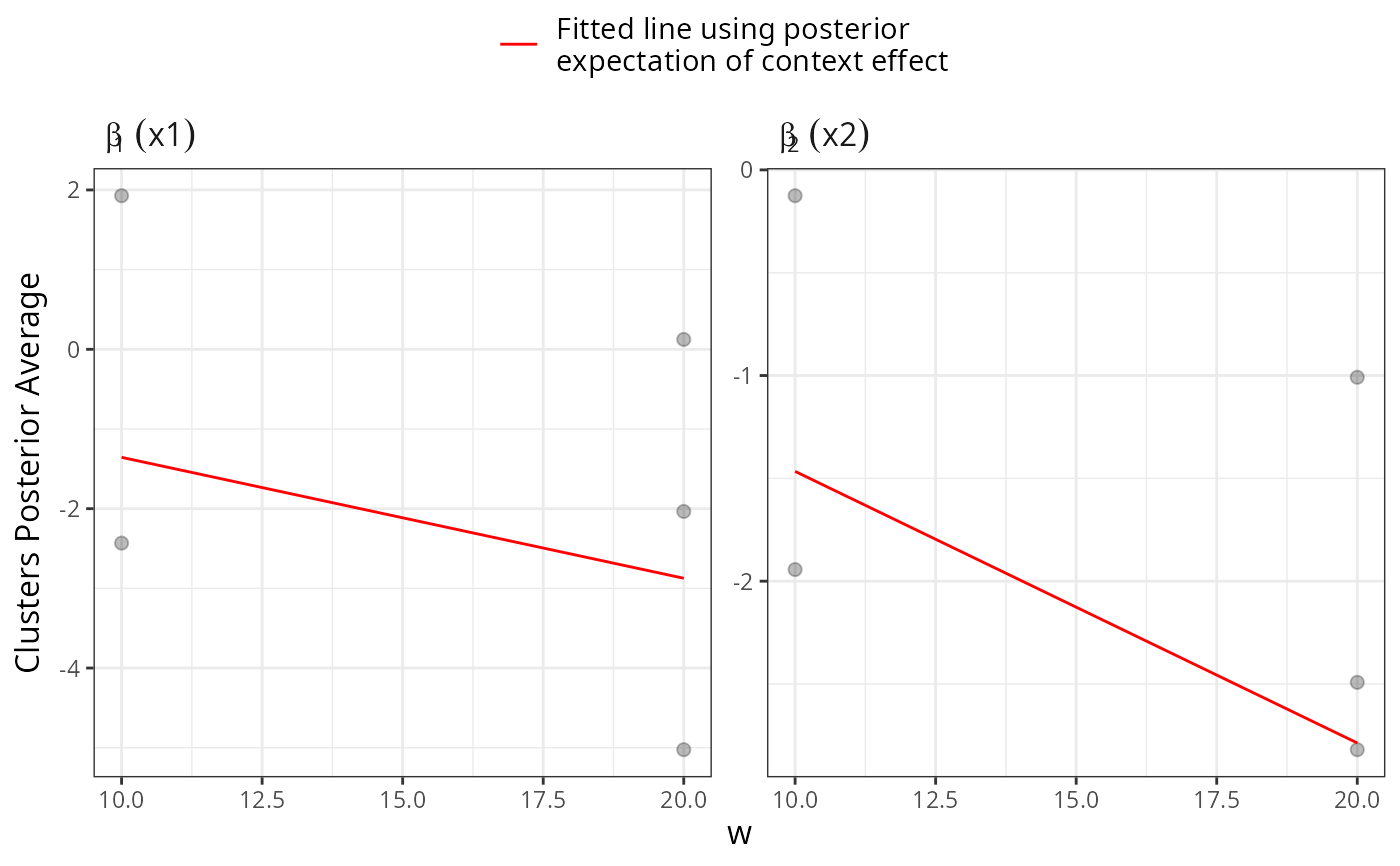 Fitted line using posterior
expectation of context effect
β₁ (x1)
β₂ (x2)
Clusters Posterior Average
2
0
-2
-4
0
-1
-2
10.0 12.5 15.0 17.5 20.0
10.0 12.5 15.0 17.5 20.0
w